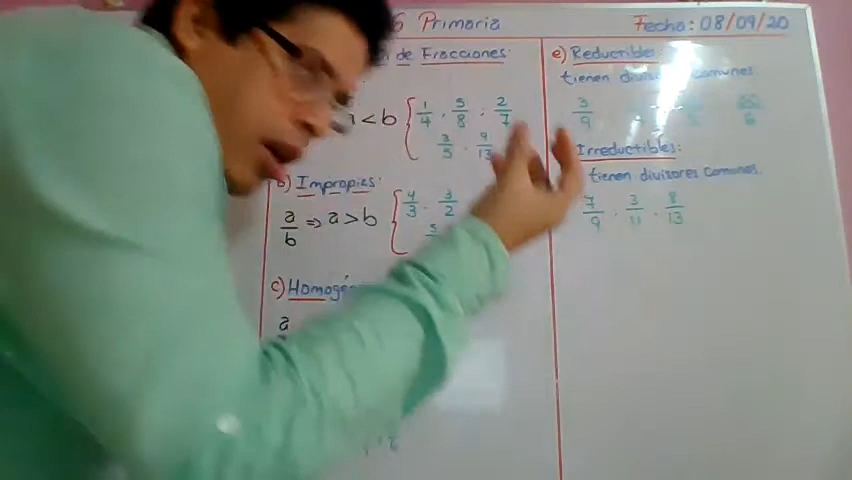 6 Primaria
Fecha: 08/09/20
de Fracciones:
< b { 1/4 , 5/8 ; 2/7
3/5 . 9/13
b) Impropias:
a/b ⇒ a > b { 4/3 . 3/2
5
c) Homogé
a
e) Reductibles:
tienen divisores comunes
3/9
Irreductibles:
tienen divisores comunes.
7/9 . 3/11 . 8/13